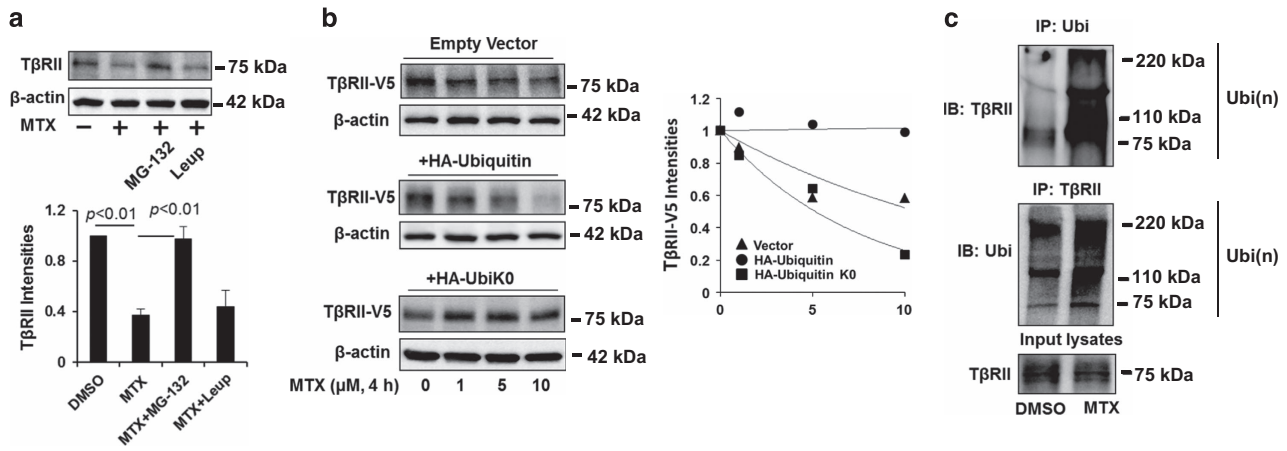 a
TβRII
75 kDa
β-actin
42 kDa
MTX − + + +
MG-132
Leup
TβRII Intensities
1.2
0.8
0.4
0
p<0.01
p<0.01
DMSO
MTX
MTX+MG-132
MTX+Leup
b
Empty Vector
TβRII-V5
75 kDa
β-actin
42 kDa
+HA-Ubiquitin
TβRII-V5
75 kDa
β-actin
42 kDa
+HA-UbiK0
TβRII-V5
75 kDa
β-actin
42 kDa
MTX (μM, 4 h) 0 1 5 10
TβRII-V5 Intensities
1.2
1
0.8
0.6
0.4
0.2
0
Vector
HA-Ubiquitin
HA-Ubiquitin K0
0 5 10
c
IP: Ubi
IB: TβRII
220 kDa
110 kDa
75 kDa
Ubi(n)
IP: TβRII
IB: Ubi
220 kDa
110 kDa
75 kDa
Ubi(n)
Input lysates
TβRII
75 kDa
DMSO MTX